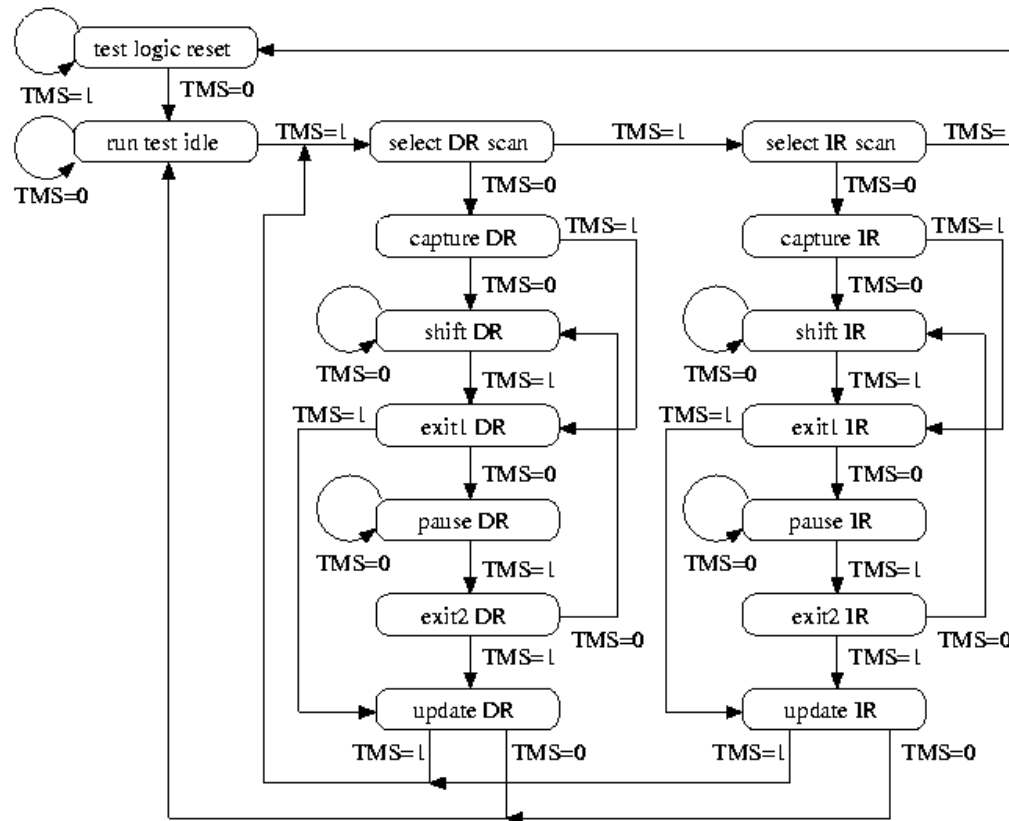 test logic reset
TMS=1
TMS=0
run test idle
TMS=1
select DR scan
TMS=1
select IR scan
TMS=1
TMS=0
TMS=0
TMS=0
capture DR
TMS=1
capture IR
TMS=1
TMS=0
TMS=0
shift DR
shift IR
TMS=0
TMS=0
TMS=1
TMS=1
TMS=1
exit1 DR
TMS=1
exit1 IR
TMS=0
TMS=0
pause DR
pause IR
TMS=0
TMS=0
TMS=1
TMS=1
exit2 DR
TMS=0
exit2 IR
TMS=0
TMS=1
TMS=1
update DR
update IR
TMS=1
TMS=0
TMS=1
TMS=0